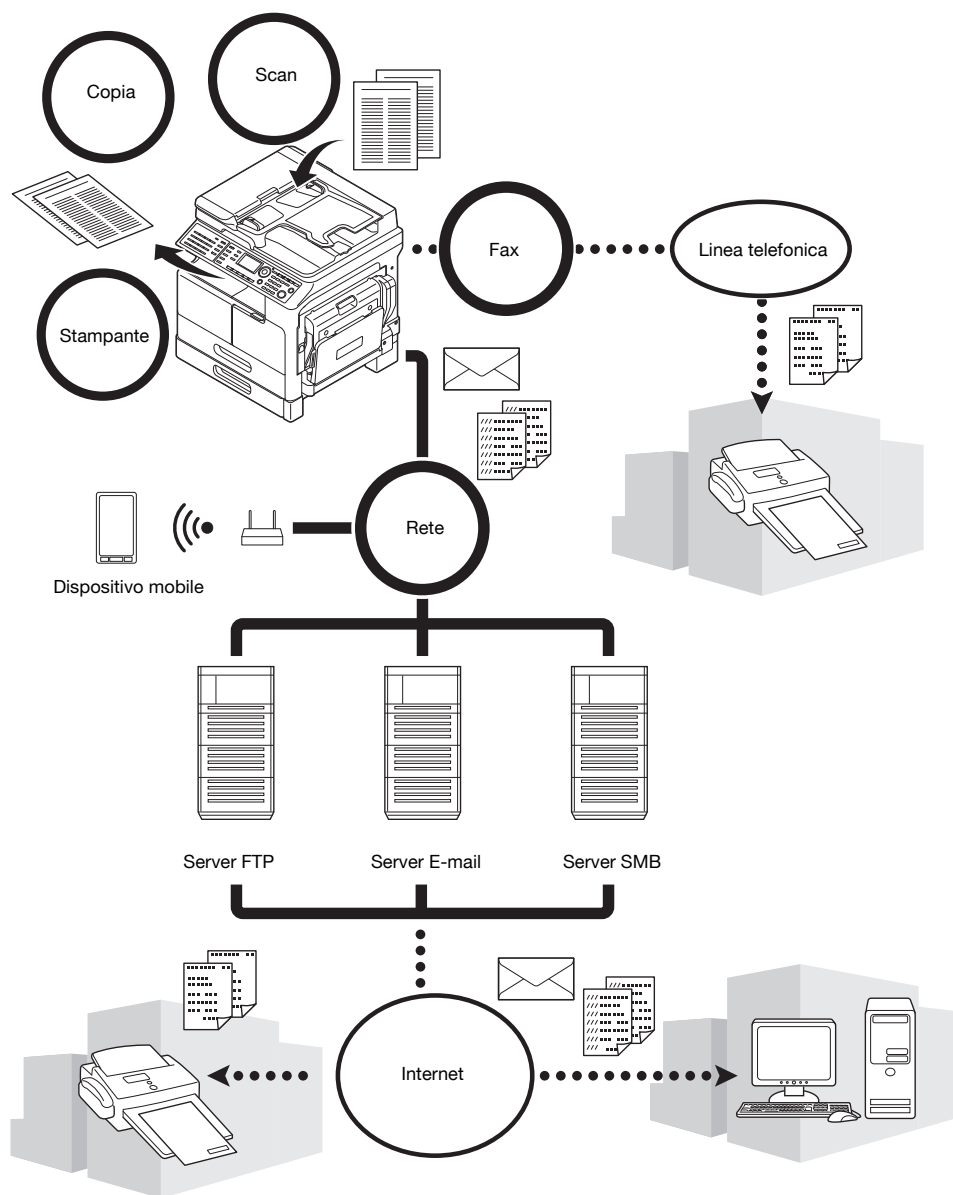 Scan
Copia
Fax
Linea telefonica
Stampante
Rete
Dispositivo mobile
Server FTP
Server E-mail
Server SMB
Internet